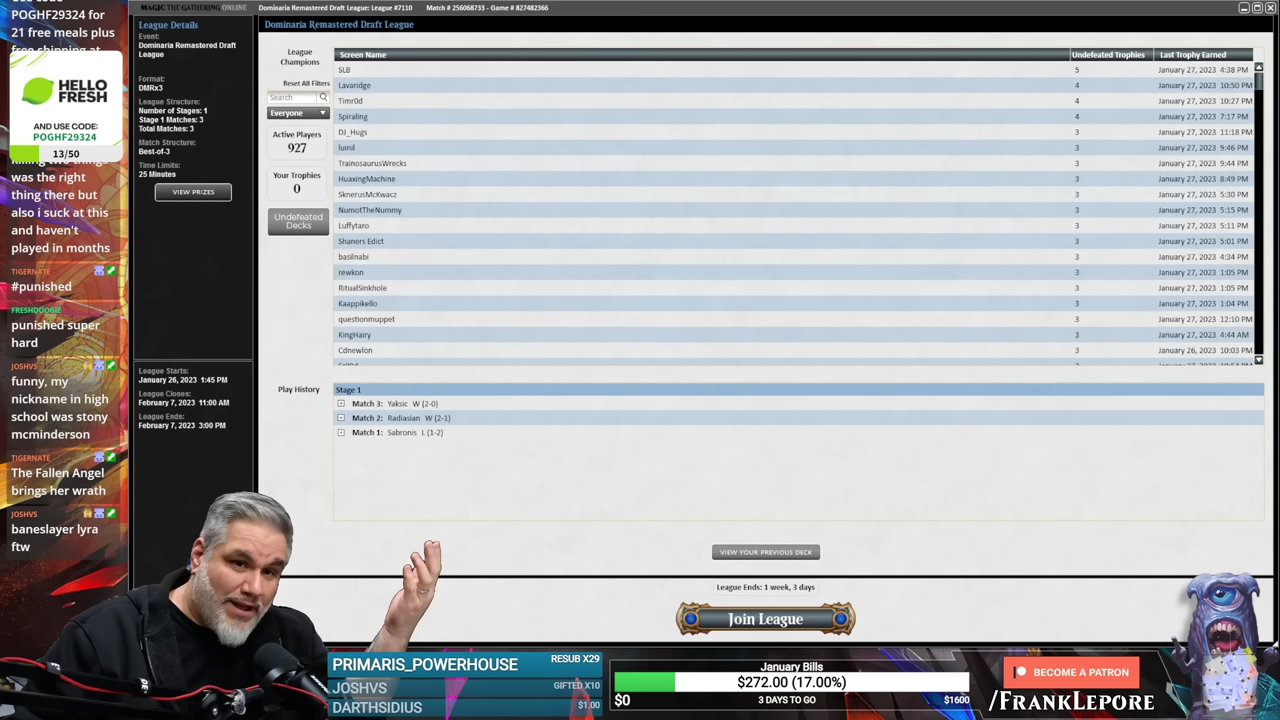 POGHF29324 for
21 free meals plus
free shipping at
HELLO
FRESH
AND USE CODE:
POGHF29324
13/50
killing two things
was the right
thing there but
also i suck at this
and haven't
played in months
TIGERNATE
#punished
FRESHDOOGIE
punished super
hard
JOSHVS
funny, my
nickname in high
school was stony
mcminderson
TIGERNATE
The Fallen Angel
brings her wrath
JOSHVS
baneslayer lyra
ftw
MAGIC THE GATHERING ONLINE
Dominaria Remastered Draft League: League #7110 Match # 256068733 - Game # 827482366
League Details
Event:
Dominaria Remastered Draft
League
Format:
DMRx3
League Structure:
Number of Stages: 1
Stage 1 Matches: 3
Total Matches: 3
Match Structure:
Best-of-3
Time Limits:
25 Minutes
VIEW PRIZES
League Starts:
January 26, 2023 1:45 PM
League Closes:
February 7, 2023 11:00 AM
League Ends:
February 7, 2023 3:00 PM
Dominaria Remastered Draft League
League
Champions
Reset All Filters
Search
Everyone
Active Players
927
Your Trophies
0
Undefeated
Decks
Screen Name Undefeated Trophies Last Trophy Earned
SLB 5 January 27, 2023 4:38 PM
Lavaridge 4 January 27, 2023 10:50 PM
Timr0d 4 January 27, 2023 10:27 PM
Spiraling 4 January 27, 2023 7:17 PM
DJ_Hugs 3 January 27, 2023 11:18 PM
luinil 3 January 27, 2023 9:46 PM
TrainosaurusWrecks 3 January 27, 2023 9:44 PM
HuaxingMachine 3 January 27, 2023 8:49 PM
SknerusMcKwacz 3 January 27, 2023 5:30 PM
NumotTheNummy 3 January 27, 2023 5:15 PM
Luffytaro 3 January 27, 2023 5:11 PM
Shaners Edict 3 January 27, 2023 5:01 PM
basilnabi 3 January 27, 2023 4:34 PM
rewkon 3 January 27, 2023 1:05 PM
RitualSinkhole 3 January 27, 2023 1:05 PM
Kaappikello 3 January 27, 2023 1:04 PM
questionmuppet 3 January 27, 2023 12:10 PM
KingHairy 3 January 27, 2023 4:44 AM
Cdnewlon 3 January 26, 2023 10:03 PM
Play History
Stage 1
Match 3: Yaksic W (2-0)
Match 2: Radiasian W (2-1)
Match 1: Sabronis L (1-2)
VIEW YOUR PREVIOUS DECK
League Ends: 1 week, 3 days
Join League
PRIMARIS_POWERHOUSE RESUB X29
JOSHVS GIFTED X10
DARTHSIDIUS $1.00
January Bills
$272.00 (17.00%)
$0 3 DAYS TO GO $1600
BECOME A PATRON
/FRANKLEPORE